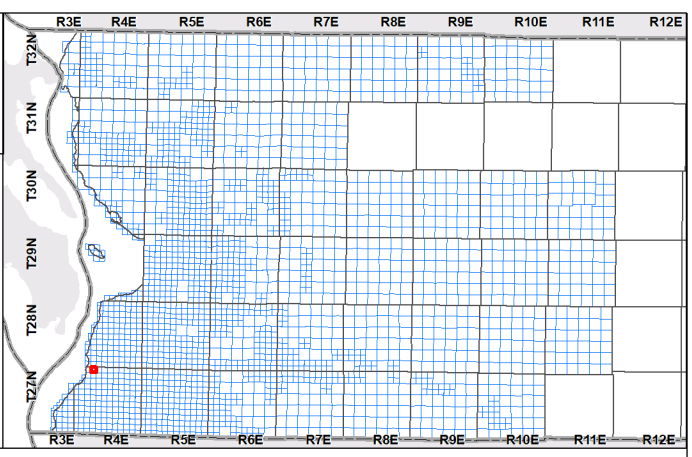 R3E R4E R5E R6E R7E R8E R9E R10E R11E R12E
T32N
T31N
T30N
T29N
T28N
T27N
R3E R4E R5E R6E R7E R8E R9E R10E R11E R12E